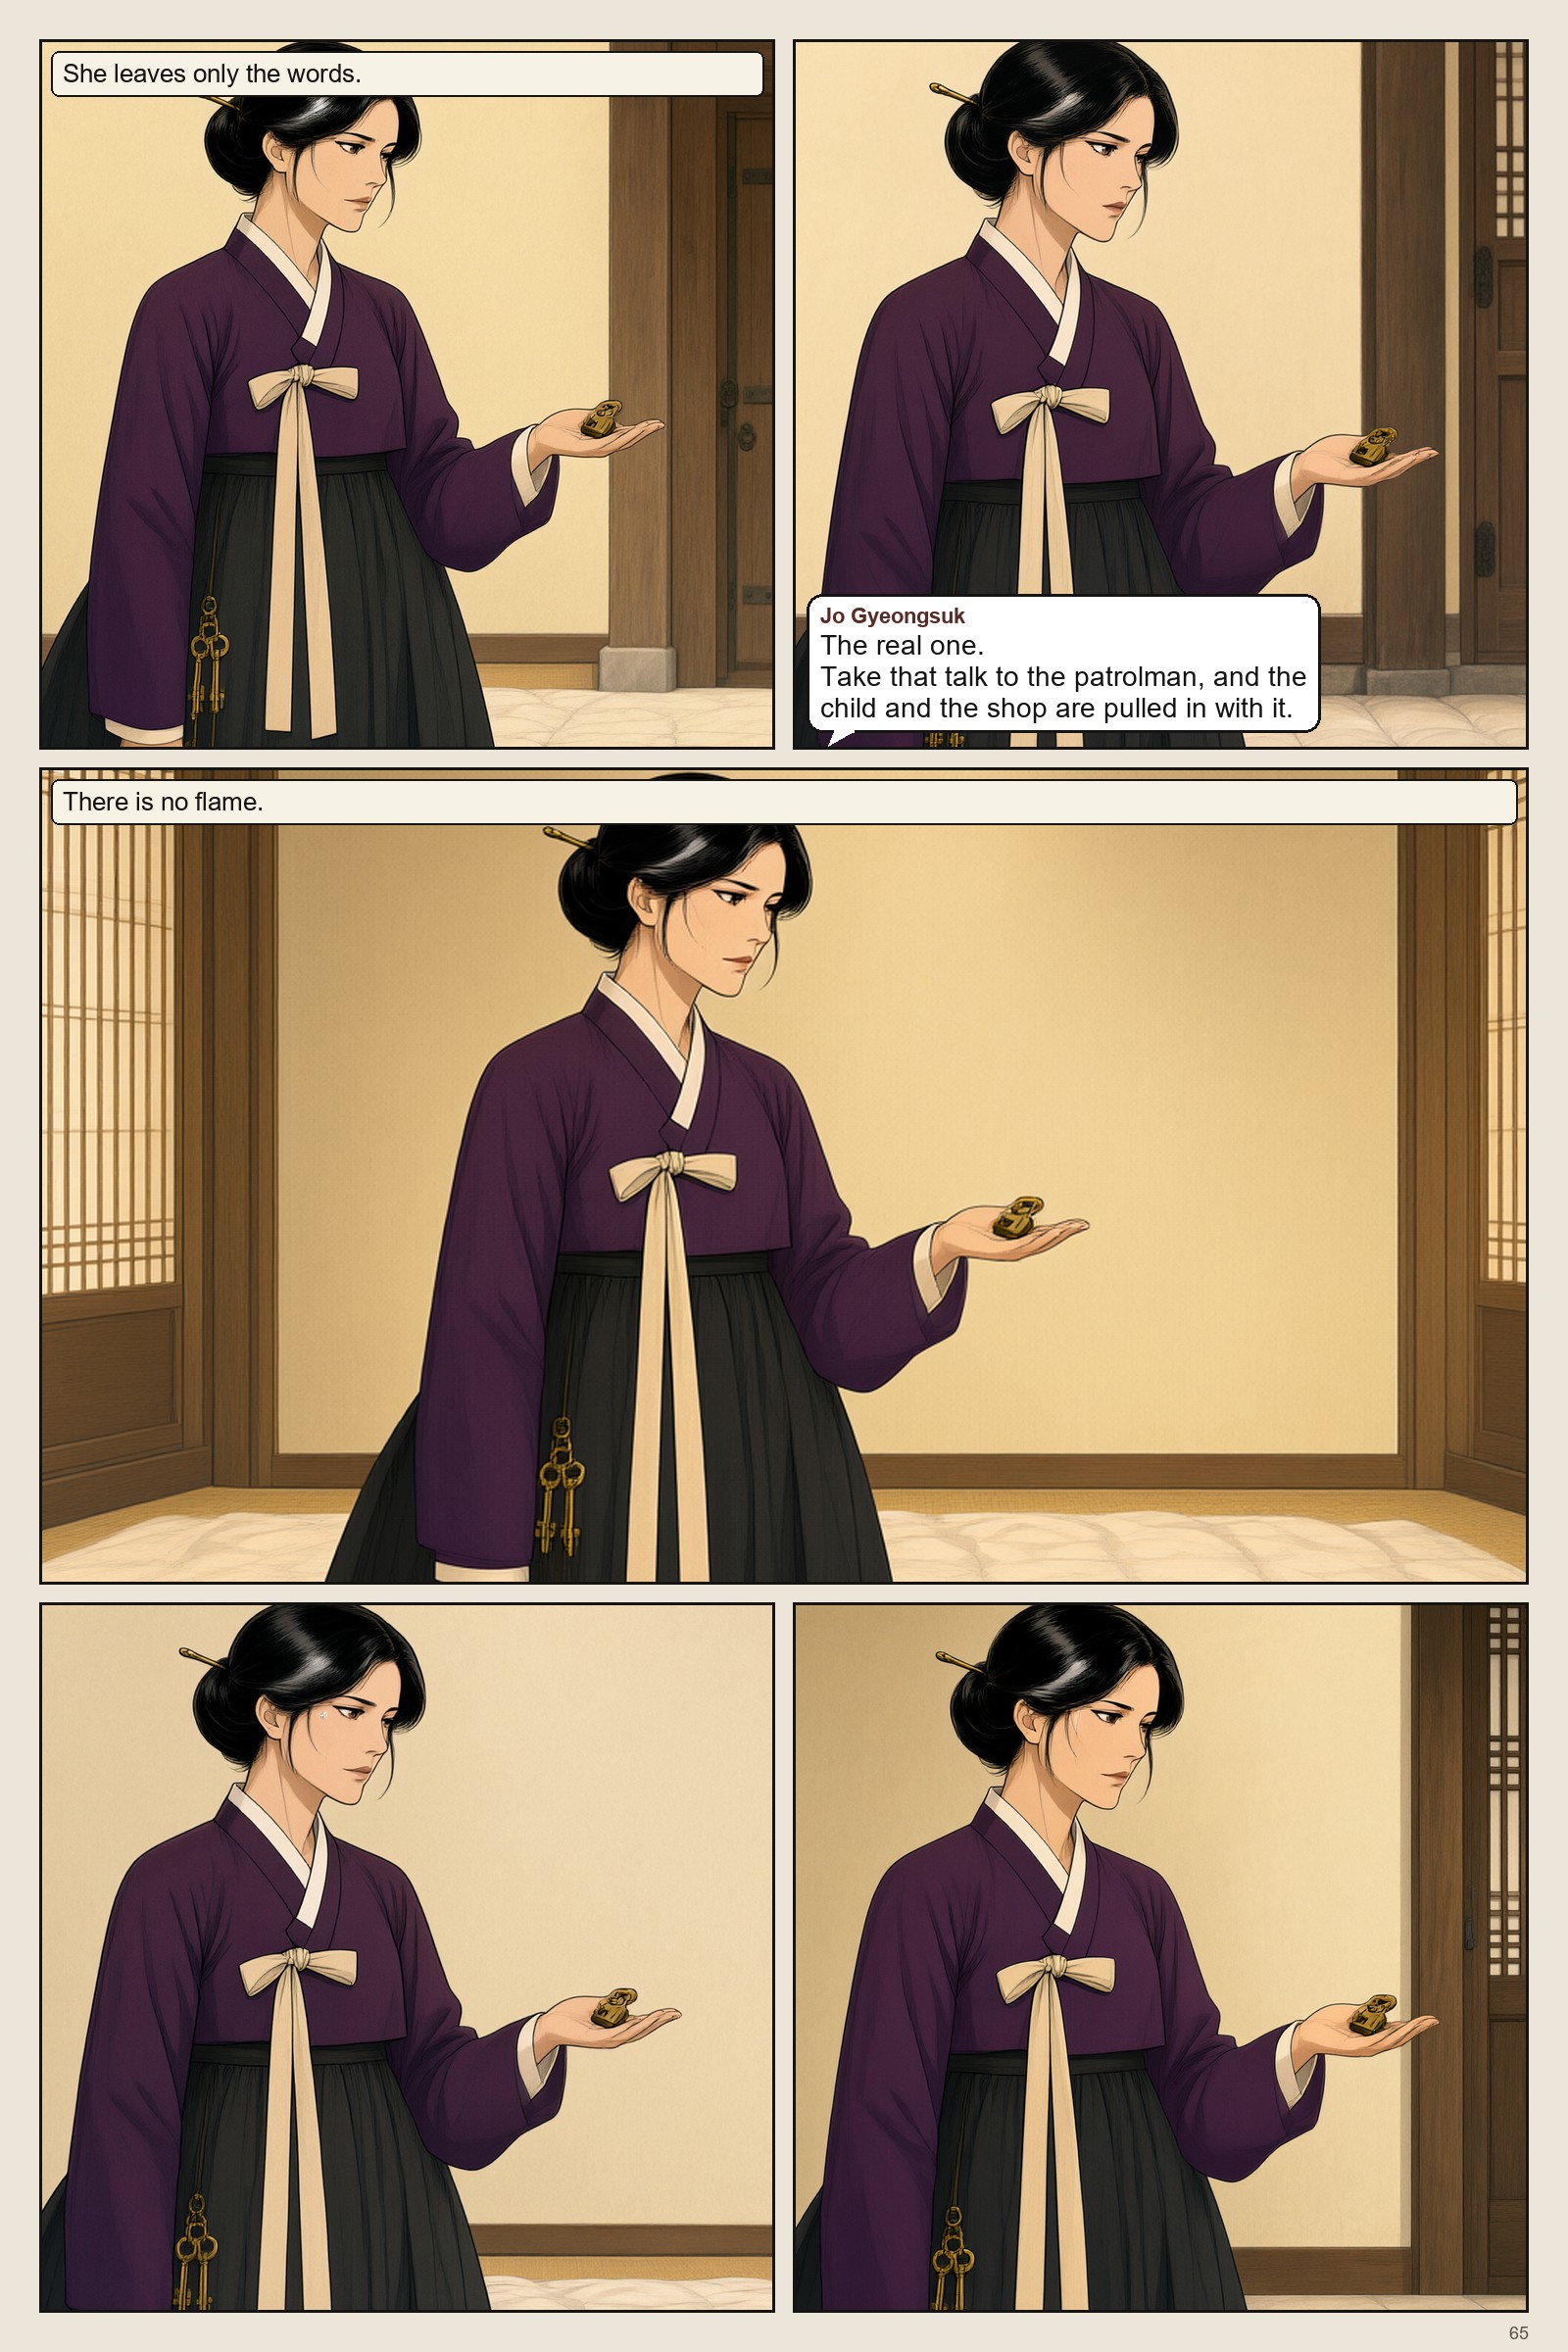 She leaves only the words.
Jo Gyeongsuk
The real one.
Take that talk to the patrolman, and the
child and the shop are pulled in with it.
There is no flame.
65